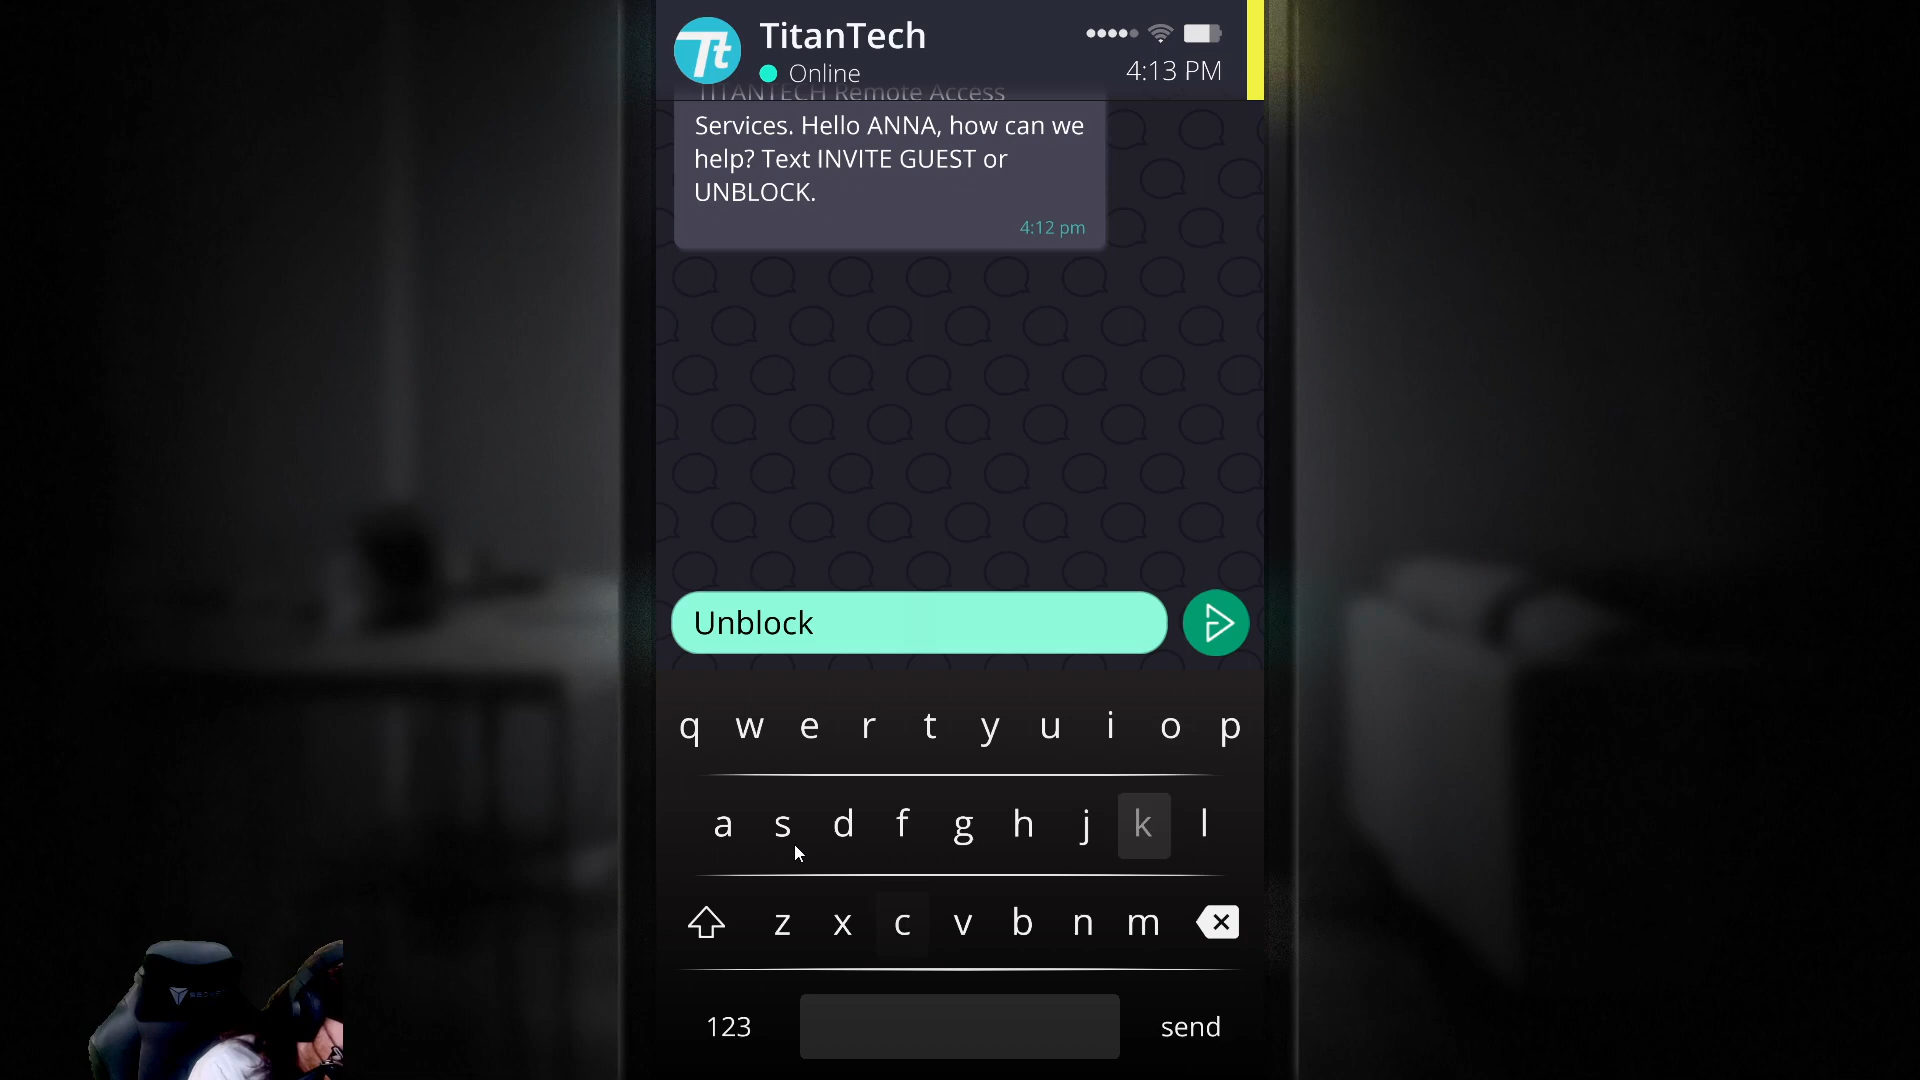 Tt
TitanTech
Online
4:13 PM
TITANTECH Remote Access
Services. Hello ANNA, how can we
help? Text INVITE GUEST or
UNBLOCK.
4:12 pm
Unblock
q w e r t y u i o p
a s d f g h j k l
z x c v b n m
123
send